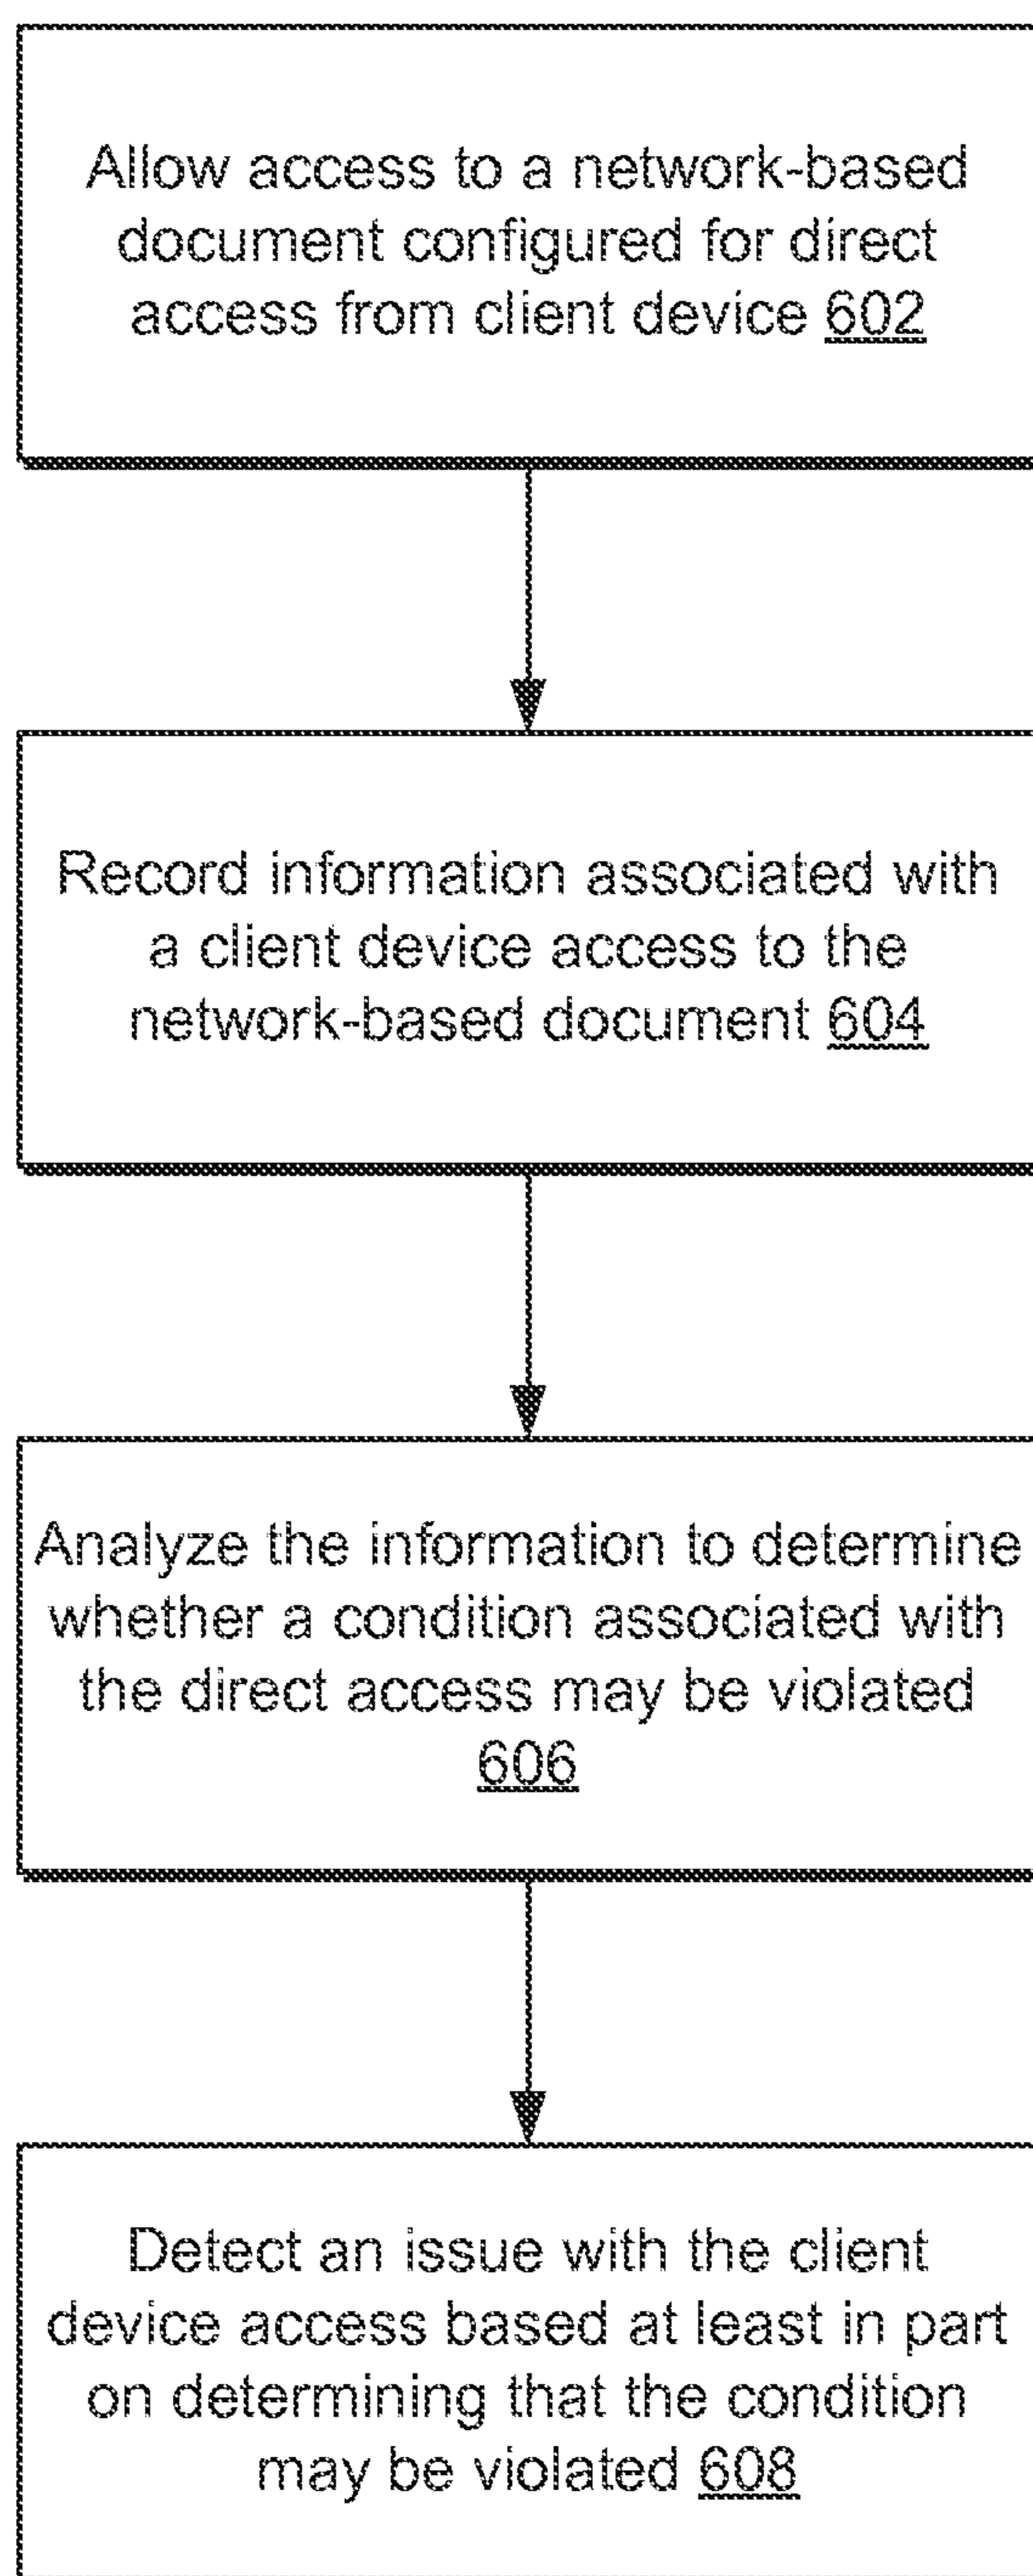 Allow access to a network-based
document configured for direct
access from client device 602
Record information associated with
a client device access to the
network-based document 604
Analyze the information to determine
whether a condition associated with
the direct access may be violated
606
Detect an issue with the client
device access based at least in part
on determining that the condition
may be violated 608